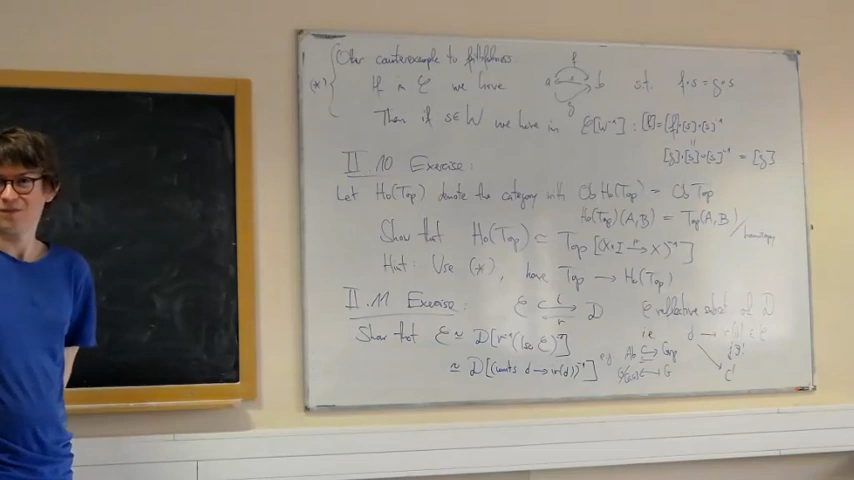 Other counterexample to faithfulness
(*) If in C we have a b f g s.t. f∘s = g∘s
Then if s∈W we have in C[W⁻¹] : [f] = [f]∘[s]∘[s]⁻¹
= [g]∘[s]∘[s]⁻¹ = [g]
II 10 Exercise:
Let Ho(Top) denote the category with Ob Ho(Top) = Ob Top
Ho(Top)(A,B) = Top(A,B)/homotopy
Show that Ho(Top) ≃ Top[(X×I → X)⁻¹]
Hint: Use (*), have Top → Ho(Top)
II.11 Exercise: C D r C reflective subcat of D
Show that C ≃ D[r⁻¹(Iso C)⁻¹] i.e. d → r(d) ∈ C
≃ D[(units d → ir(d))⁻¹] e.g. Ab Grp ∃! c'
G